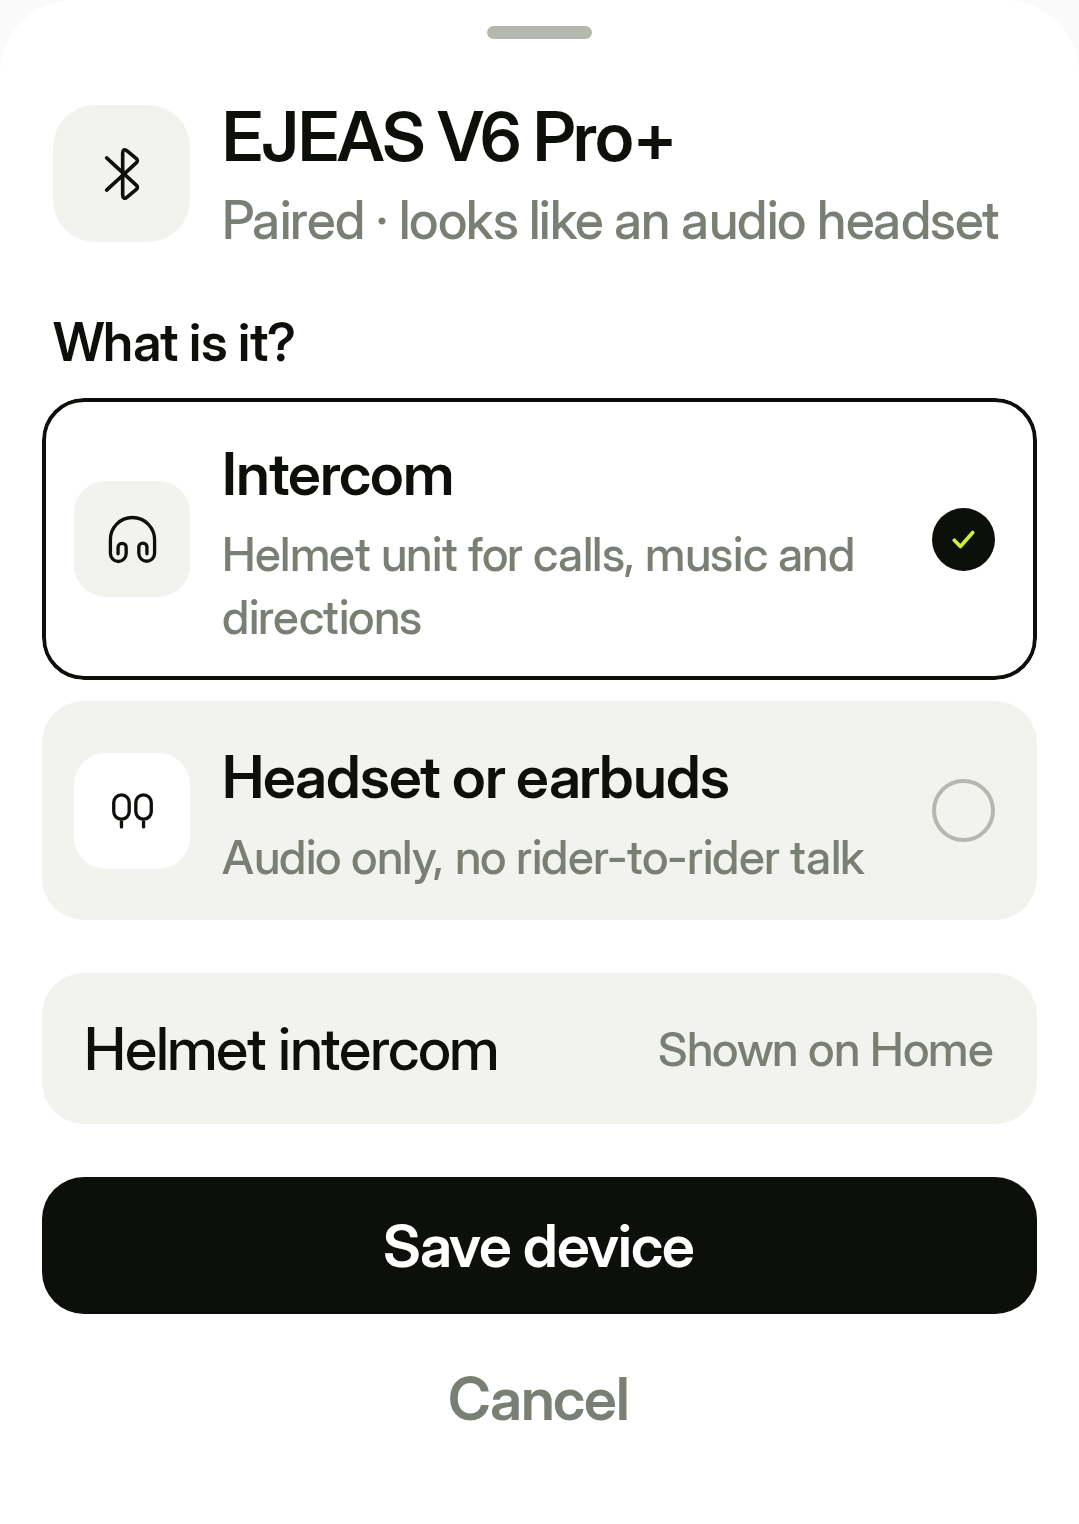 EJEAS V6 Pro+
Paired · looks like an audio headset
What is it?
Intercom
Helmet unit for calls, music and
directions
Headset or earbuds
Audio only, no rider-to-rider talk
Helmet intercom
Shown on Home
Save device
Cancel